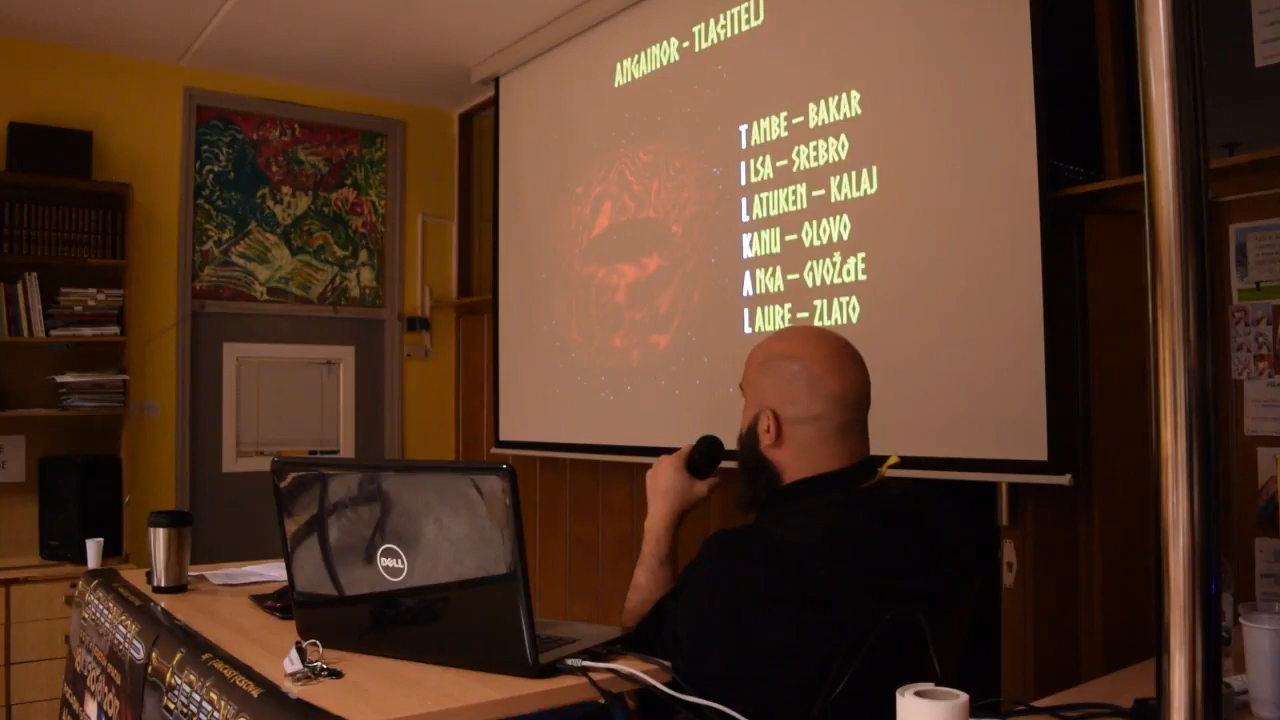 ANGAINOR - TLAČITELJ
TAMBE – BAKAR
ILSA – SREBRO
LATUKEN – KALAJ
KANU – OLOVO
ANGA – GVOŽđE
LAURE – ZLATO
DELL